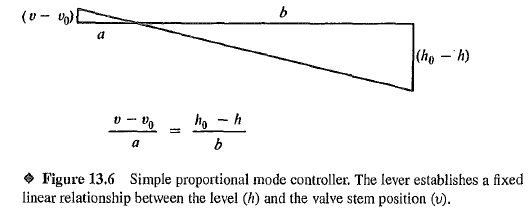 (v − v₀)
b
a
(h₀ − h)
v − v₀ / a = h₀ − h / b
◆ Figure 13.6 Simple proportional mode controller. The lever establishes a fixed
linear relationship between the level (h) and the valve stem position (v).